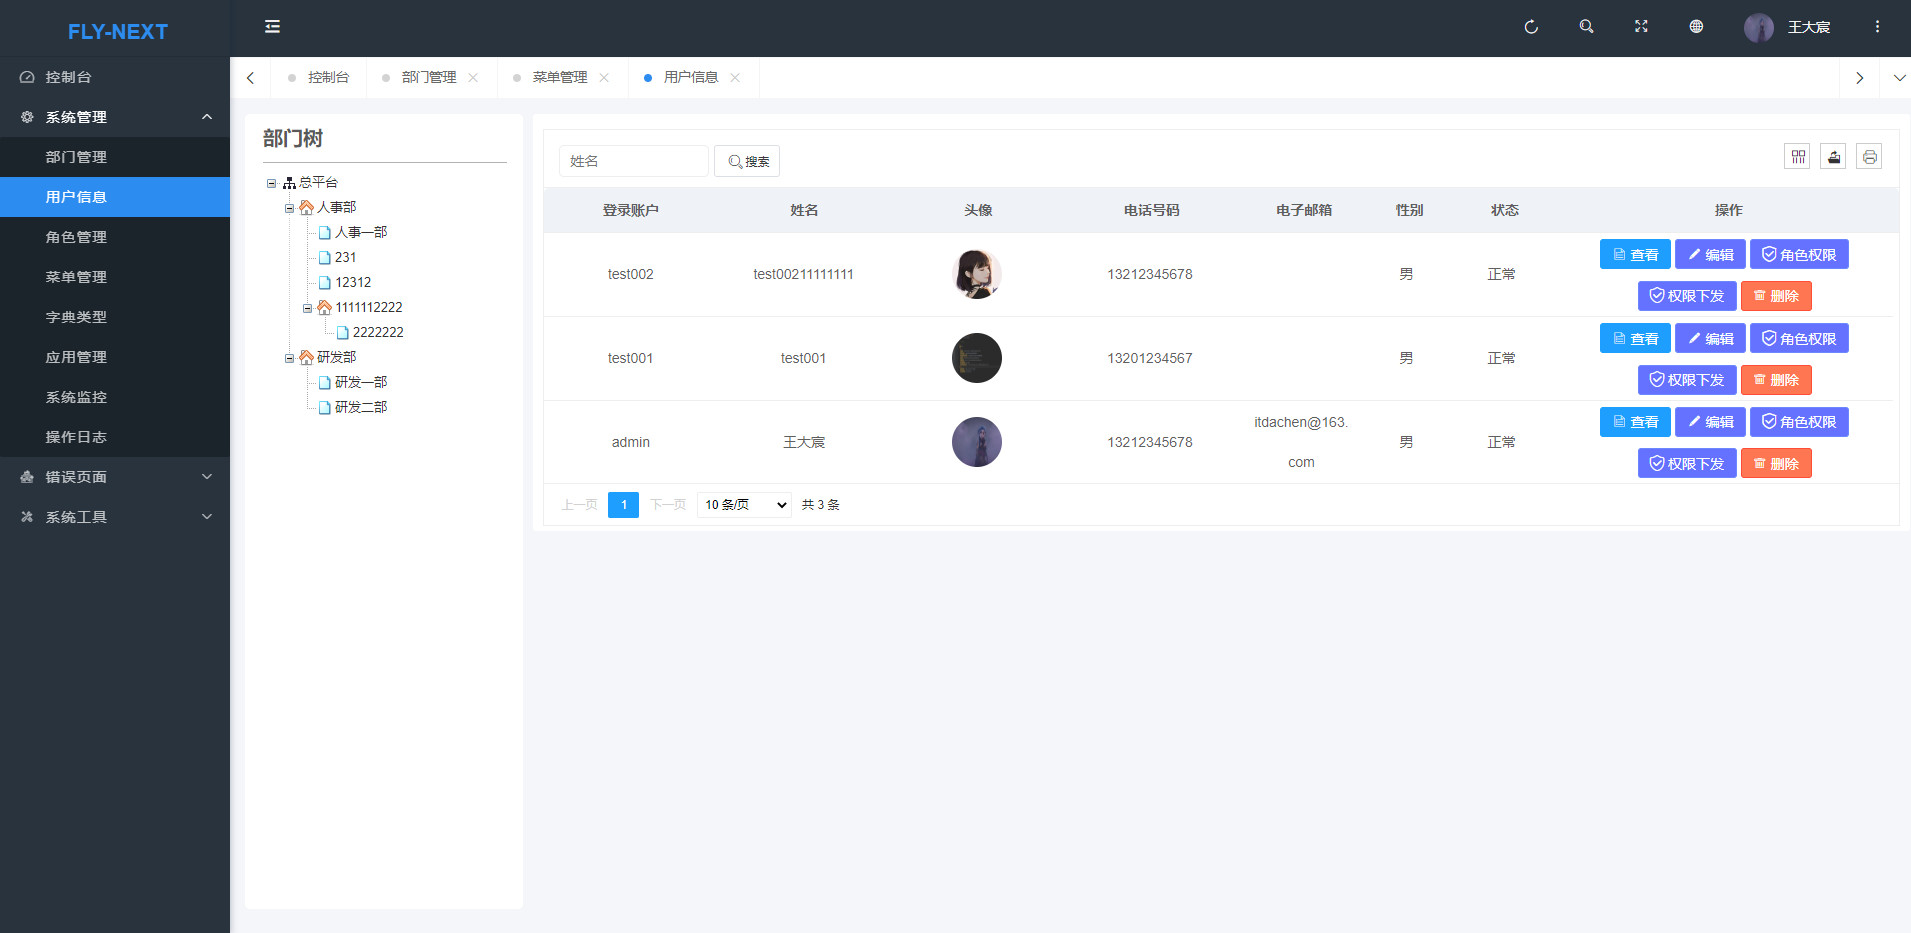 FLY-NEXT
王大宸
控制台
系统管理
部门管理
用户信息
角色管理
菜单管理
字典类型
应用管理
系统监控
操作日志
错误页面
系统工具
控制台 部门管理 菜单管理 用户信息
部门树
总平台
人事部
人事一部
231
12312
1111112222
2222222
研发部
研发一部
研发二部
姓名 搜索
登录账户 姓名 头像 电话号码 电子邮箱 性别 状态 操作
test002 test00211111111 13212345678 男 正常 查看 编辑 角色权限
权限下发 删除
test001 test001 13201234567 男 正常 查看 编辑 角色权限
权限下发 删除
admin 王大宸 13212345678 itdachen@163.com 男 正常 查看 编辑 角色权限
权限下发 删除
上一页 1 下一页 10 条/页 共 3 条